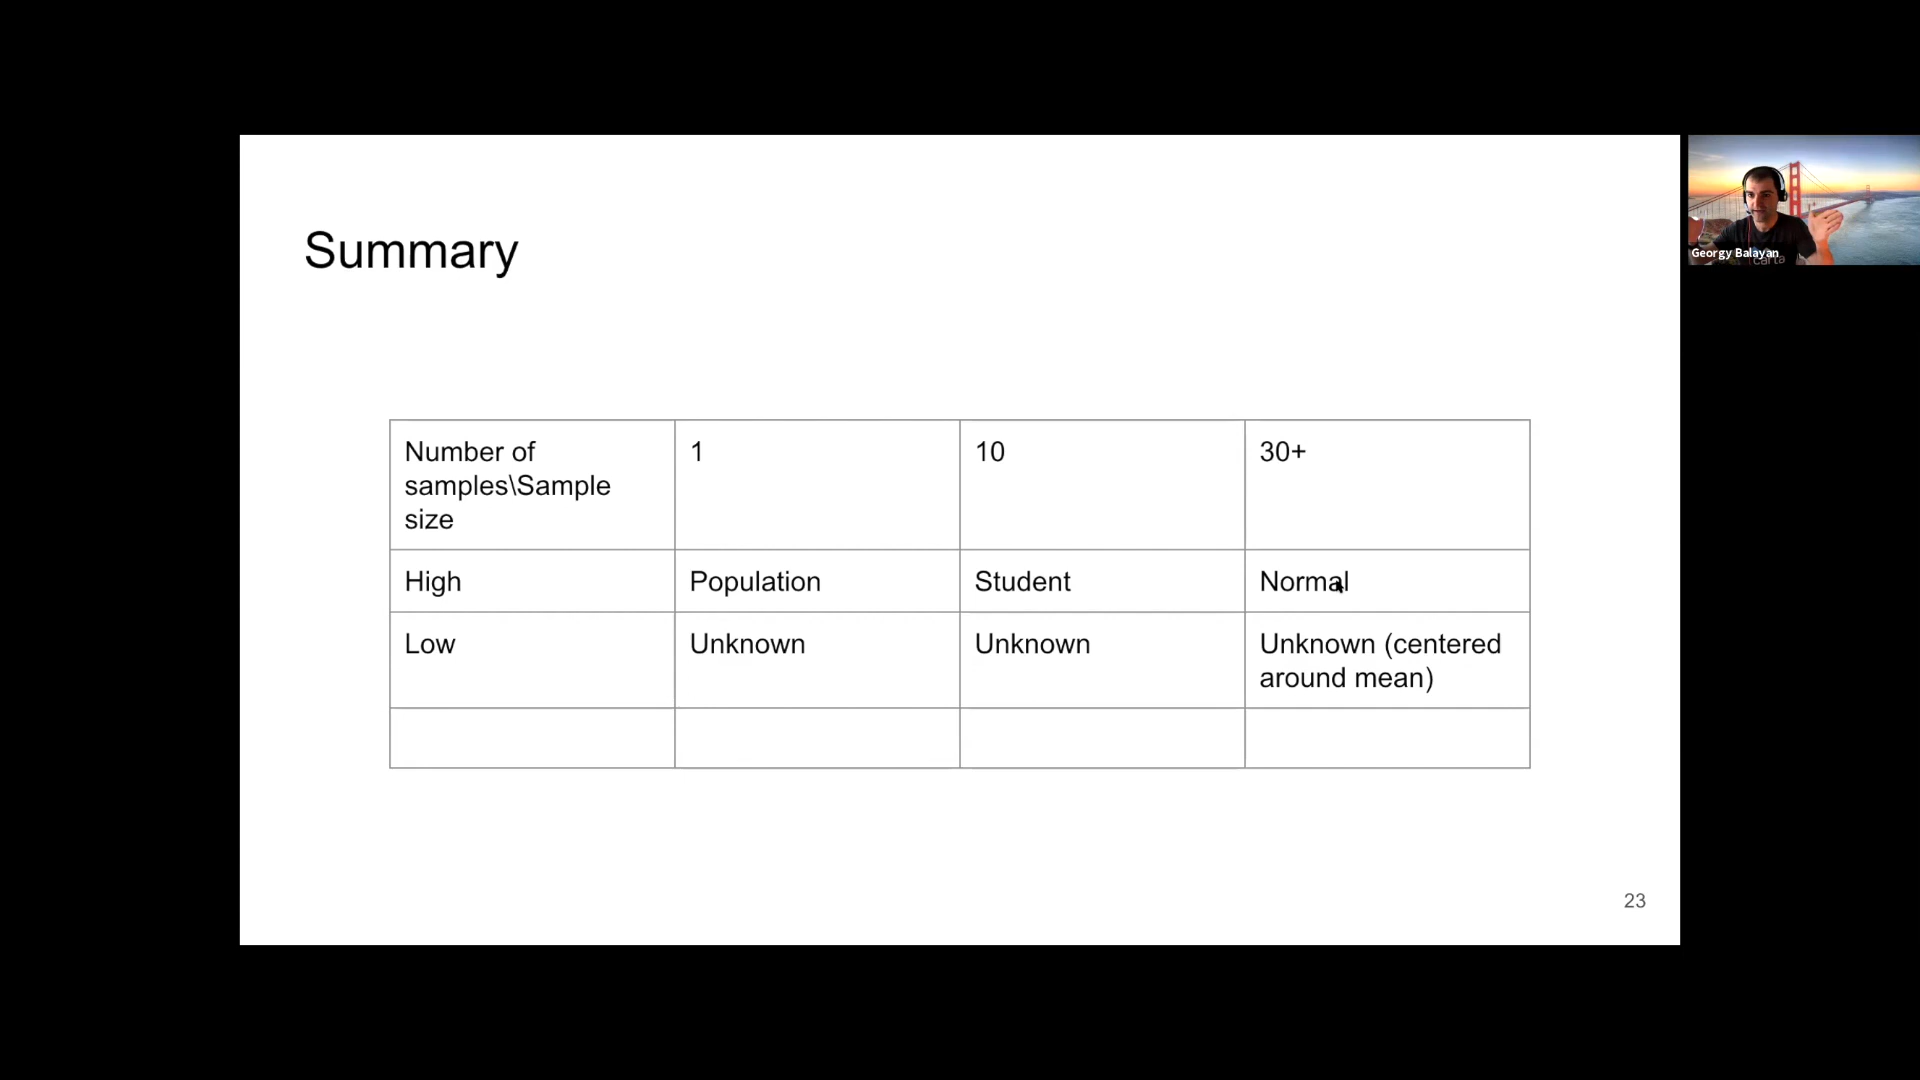 Summary
Number of
samples\Sample
size
1
10
30+
High
Population
Student
Normal
Low
Unknown
Unknown
Unknown (centered
around mean)
23
Georgy Balayan
carta